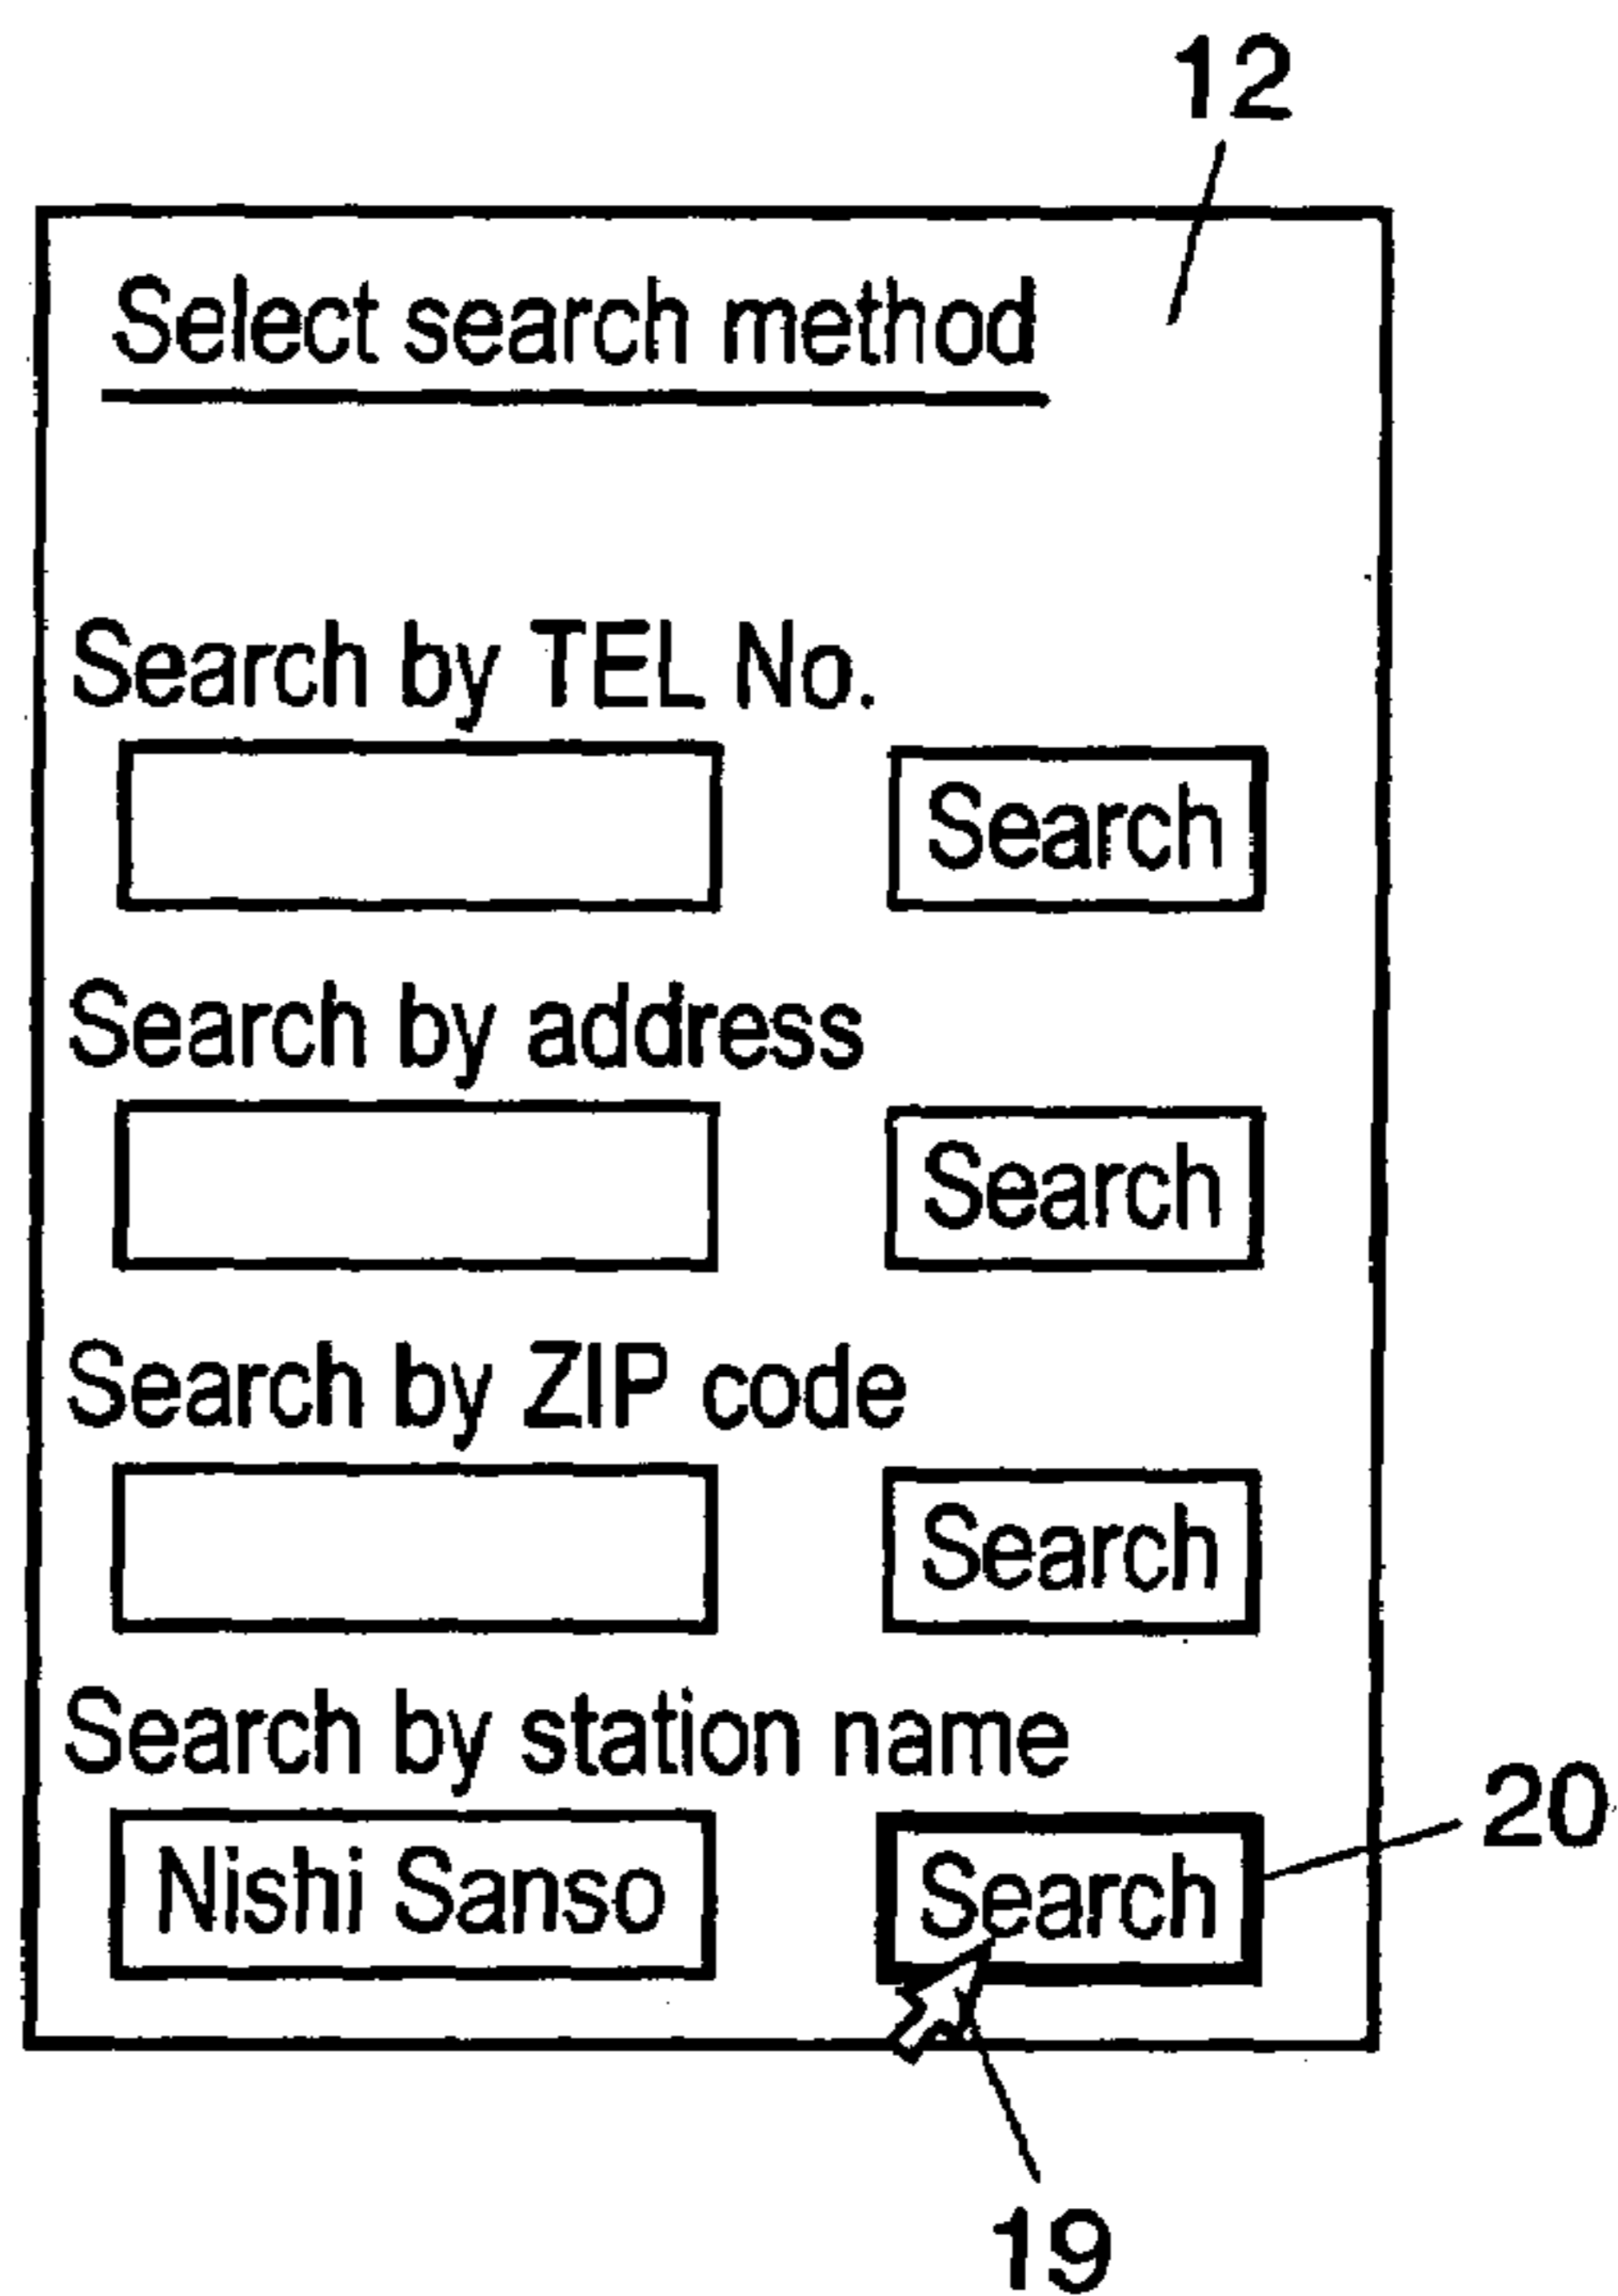 12
Select search method
Search by TEL No.
Search
Search by address
Search
Search by ZIP code
Search
Search by station name
Nishi Sanso Search
20
19